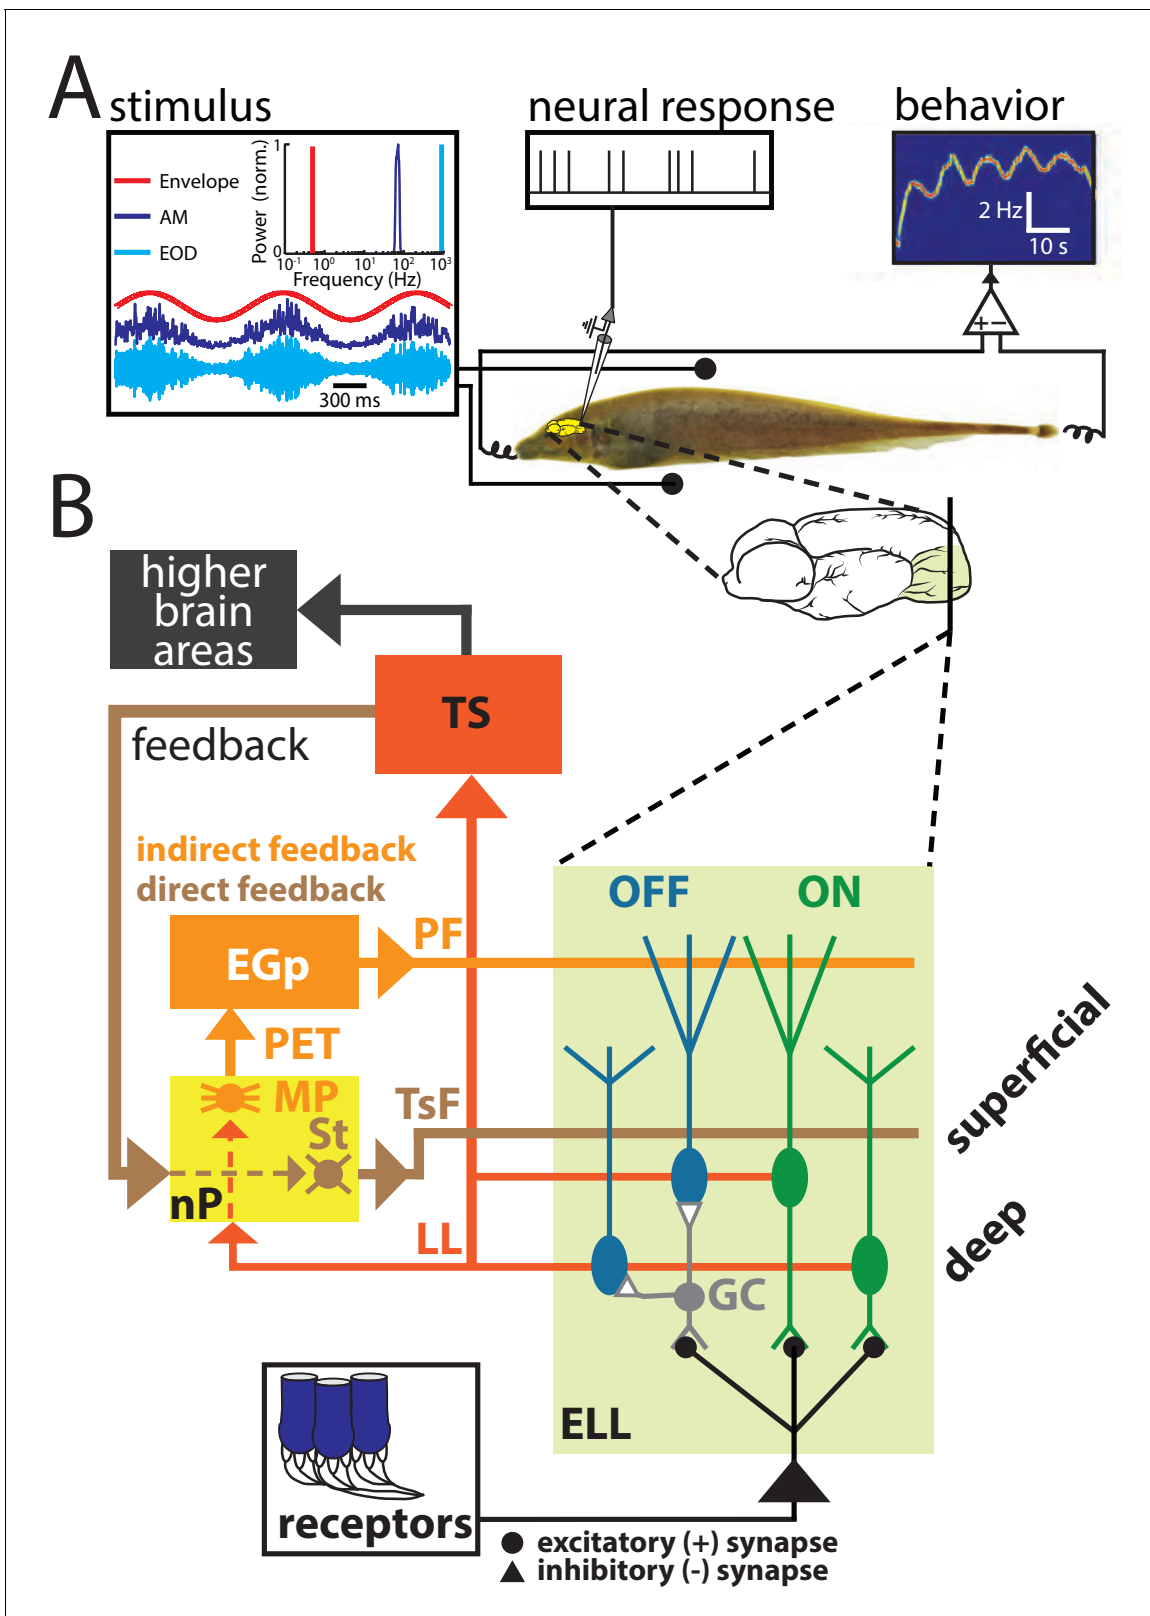 A
stimulus
neural response
behavior
Envelope
AM
EOD
Power (norm.)
1
0
10-1
100
101
102
103
Frequency (Hz)
300 ms
2 Hz
10 s
+
−
B
higher
brain
areas
TS
feedback
indirect feedback
direct feedback
EGp
PF
PET
MP
St
nP
TsF
LL
OFF
ON
GC
ELL
superficial
deep
receptors
excitatory (+) synapse
inhibitory (-) synapse